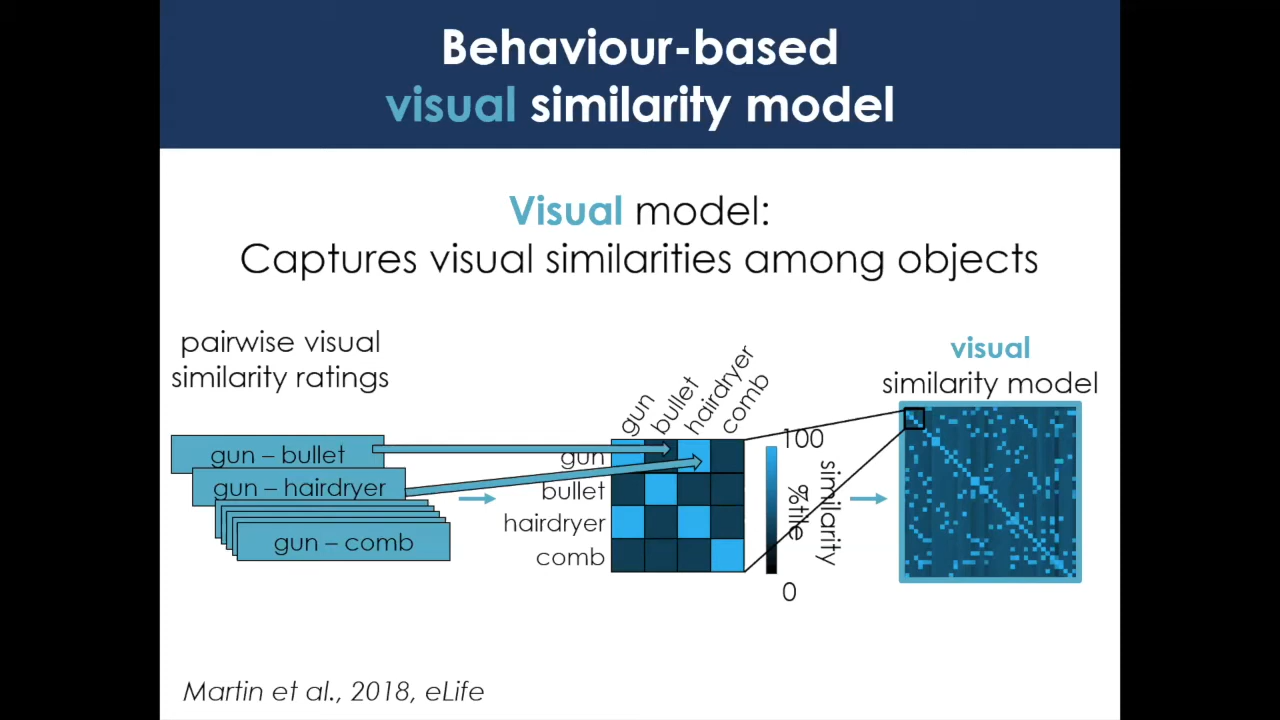 Behaviour-based
visual similarity model
Visual model:
Captures visual similarities among objects
pairwise visual
similarity ratings
gun – bullet
gun – hairdryer
gun – comb
gun
bullet
hairdryer
comb
gun
bullet
hairdryer
comb
100
similarity
%tile
0
visual
similarity model
Martin et al., 2018, eLife